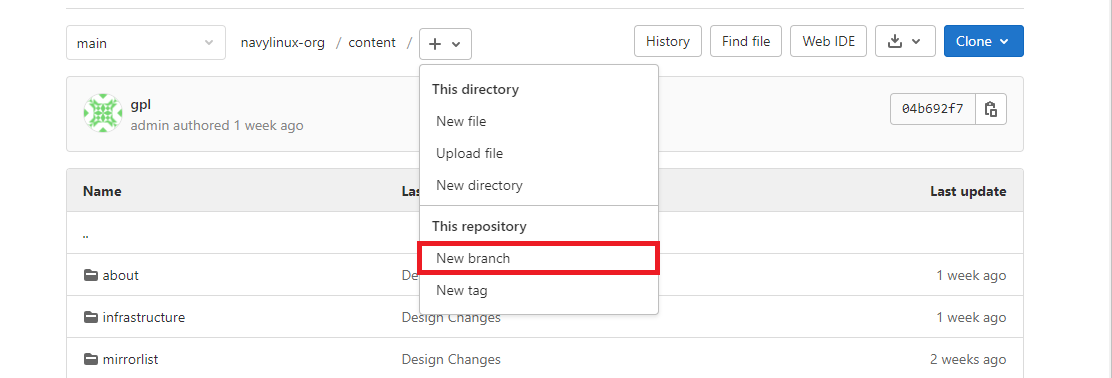 main navylinux-org / content / + History Find file Web IDE Clone
This directory
gpl
New file
04b692f7
admin authored 1 week ago
Upload file
New directory
Name Las Last update
This repository
..
New branch
about De 1 week ago
New tag
infrastructure Design Changes 1 week ago
mirrorlist Design Changes 2 weeks ago